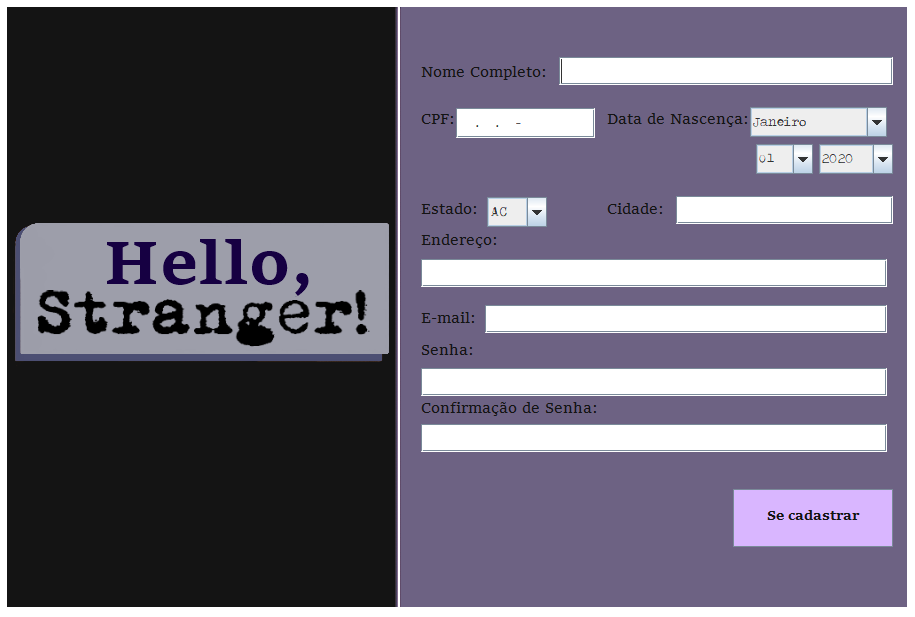 Hello,
Stranger!
Nome Completo:
CPF: . . - Data de Nascença: Janeiro
01 2020
Estado: AC Cidade:
Endereço:
E-mail:
Senha:
Confirmação de Senha:
Se cadastrar